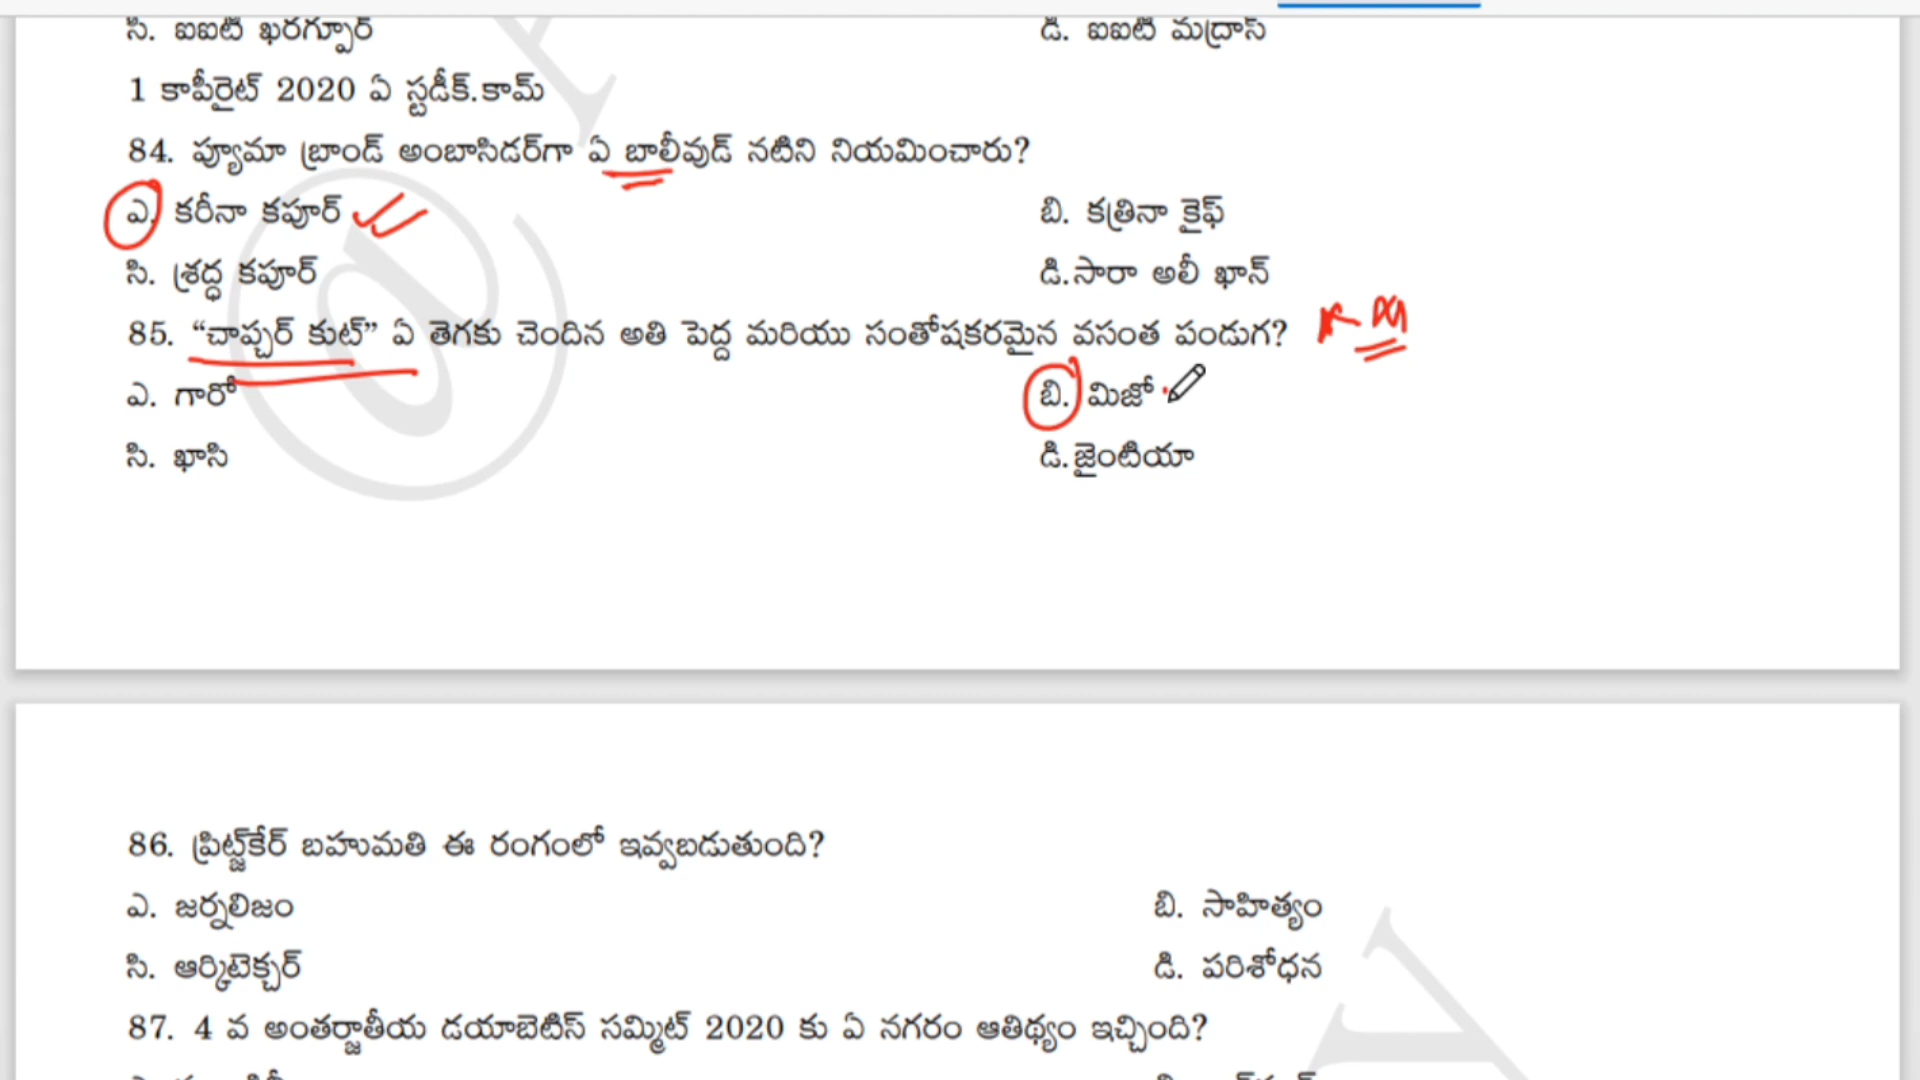 సి. ఐఐటి ఖరగ్పూర్ డి. ఐఐటి మద్రాస్
1 కాపీరైట్ 2020 ఏ స్టడీక్.కామ్
84. ప్యూమా బ్రాండ్ అంబాసిడర్‌గా ఏ బాలీవుడ్ నటిని నియమించారు?
ఎ. కరీనా కపూర్ బి. కత్రినా కైఫ్
సి. శ్రద్ధ కపూర్ డి.సారా అలీ ఖాన్
85. “చాప్చర్ కుట్” ఏ తెగకు చెందిన అతి పెద్ద మరియు సంతోషకరమైన వసంత పండుగ?
ఎ. గారో బి. మిజో
సి. ఖాసి డి.జైంటియా
86. ప్రిట్జ్‌కేర్ బహుమతి ఈ రంగంలో ఇవ్వబడుతుంది?
ఎ. జర్నలిజం బి. సాహిత్యం
సి. ఆర్కిటెక్చర్ డి. పరిశోధన
87. 4 వ అంతర్జాతీయ డయాబెటిస్ సమ్మిట్ 2020 కు ఏ నగరం ఆతిథ్యం ఇచ్చింది?